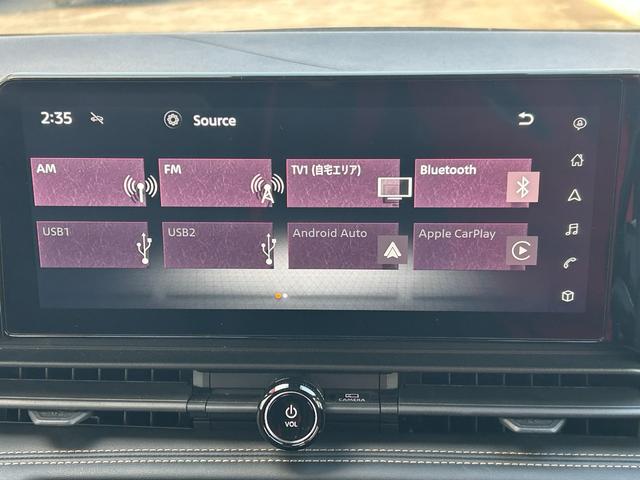 2:35
Source
AM
FM
TV1 (自宅エリア)
Bluetooth
USB1
USB2
Android Auto
Apple CarPlay
VOL
CAMERA